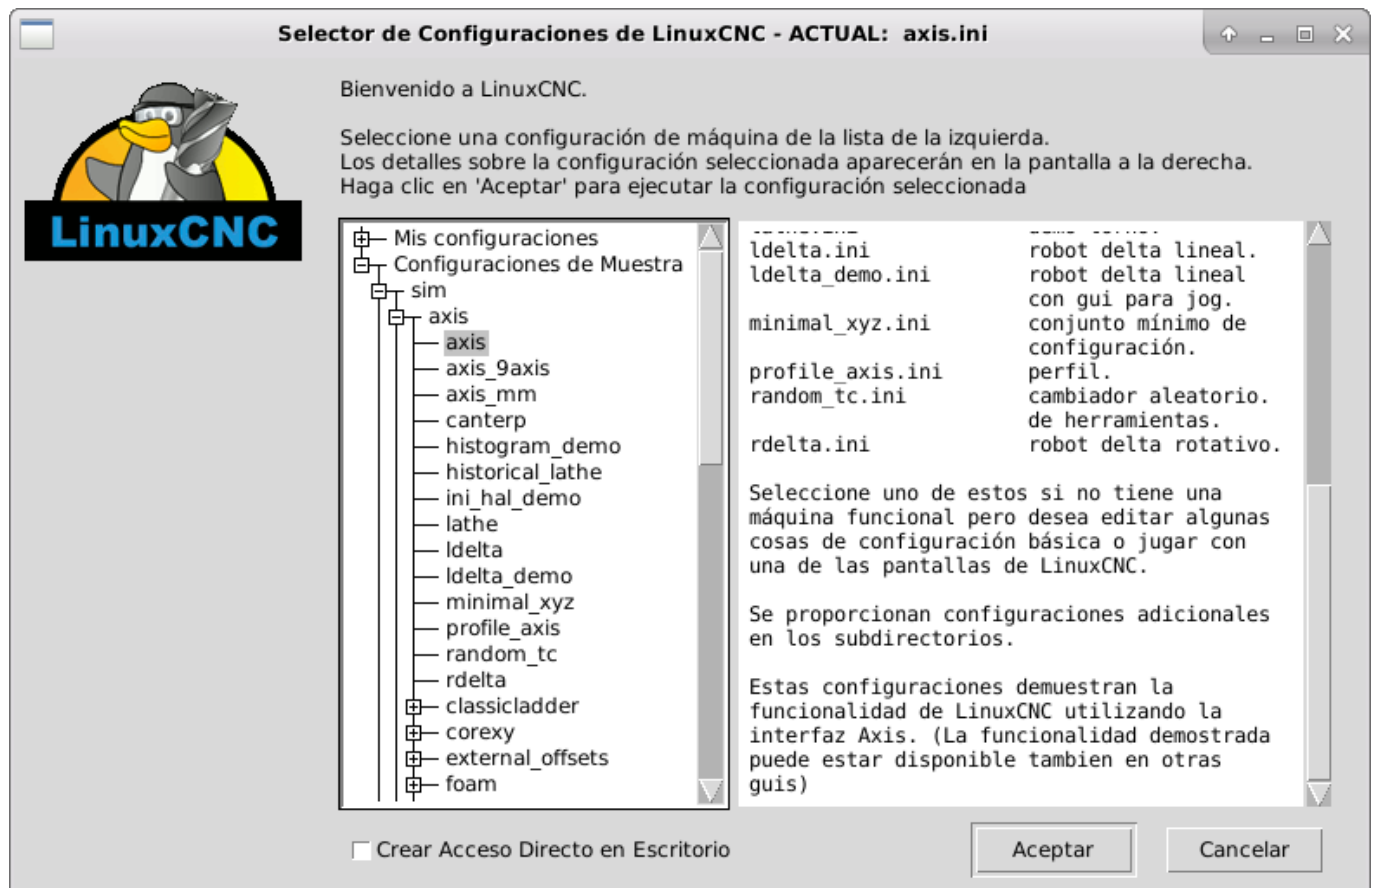 Selector de Configuraciones de LinuxCNC - ACTUAL:  axis.ini
LinuxCNC
Bienvenido a LinuxCNC.
Seleccione una configuración de máquina de la lista de la izquierda.
Los detalles sobre la configuración seleccionada aparecerán en la pantalla a la derecha.
Haga clic en 'Aceptar' para ejecutar la configuración seleccionada
Mis configuraciones
Configuraciones de Muestra
sim
axis
axis
axis_9axis
axis_mm
canterp
histogram_demo
historical_lathe
ini_hal_demo
lathe
ldelta
ldelta_demo
minimal_xyz
profile_axis
random_tc
rdelta
classicladder
corexy
external_offsets
foam
ldelta.ini robot delta lineal.
ldelta_demo.ini robot delta lineal
con gui para jog.
minimal_xyz.ini conjunto mínimo de
configuración.
profile_axis.ini perfil.
random_tc.ini cambiador aleatorio.
de herramientas.
rdelta.ini robot delta rotativo.
Seleccione uno de estos si no tiene una
máquina funcional pero desea editar algunas
cosas de configuración básica o jugar con
una de las pantallas de LinuxCNC.
Se proporcionan configuraciones adicionales
en los subdirectorios.
Estas configuraciones demuestran la
funcionalidad de LinuxCNC utilizando la
interfaz Axis. (La funcionalidad demostrada
puede estar disponible tambien en otras
guis)
Crear Acceso Directo en Escritorio
Aceptar
Cancelar